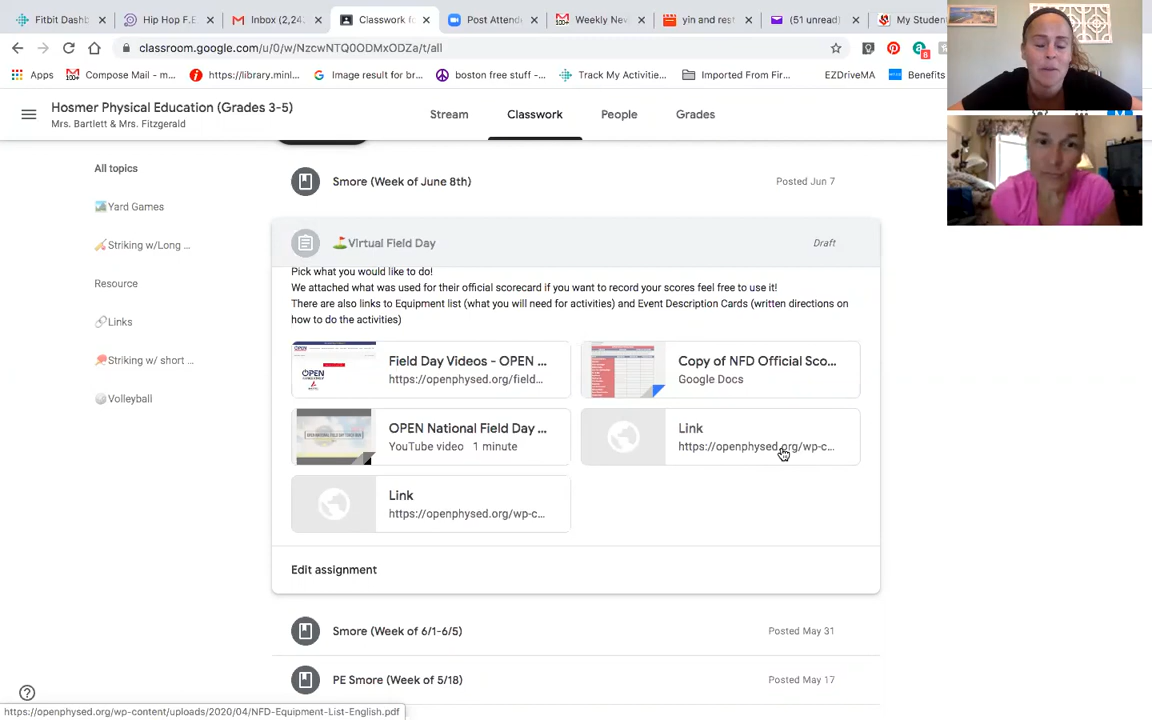 Fitbit Dashb
Hip Hop F.E
Inbox (2,24
Classwork fo
Post Attend
Weekly New
yin and rest
(51 unread)
My Student
classroom.google.com/u/0/w/NzcwNTQ0ODMxODZa/t/all
Apps
Compose Mail - m...
https://library.minl...
Image result for br...
boston free stuff -...
Track My Activitie...
Imported From Fir...
EZDriveMA
Benefits
Hosmer Physical Education (Grades 3-5)
Mrs. Bartlett & Mrs. Fitzgerald
Stream
Classwork
People
Grades
All topics
Yard Games
Striking w/Long ...
Resource
Links
Striking w/ short ...
Volleyball
Smore (Week of June 8th)
Posted Jun 7
Virtual Field Day
Draft
Pick what you would like to do!
We attached what was used for their official scorecard if you want to record your scores feel free to use it!
There are also links to Equipment list (what you will need for activities) and Event Description Cards (written directions on
how to do the activities)
Field Day Videos - OPEN ...
https://openphysed.org/field...
Copy of NFD Official Sco...
Google Docs
OPEN National Field Day ...
YouTube video 1 minute
Link
https://openphysed.org/wp-c...
Link
https://openphysed.org/wp-c...
Edit assignment
Smore (Week of 6/1-6/5)
Posted May 31
PE Smore (Week of 5/18)
Posted May 17
https://openphysed.org/wp-content/uploads/2020/04/NFD-Equipment-List-English.pdf